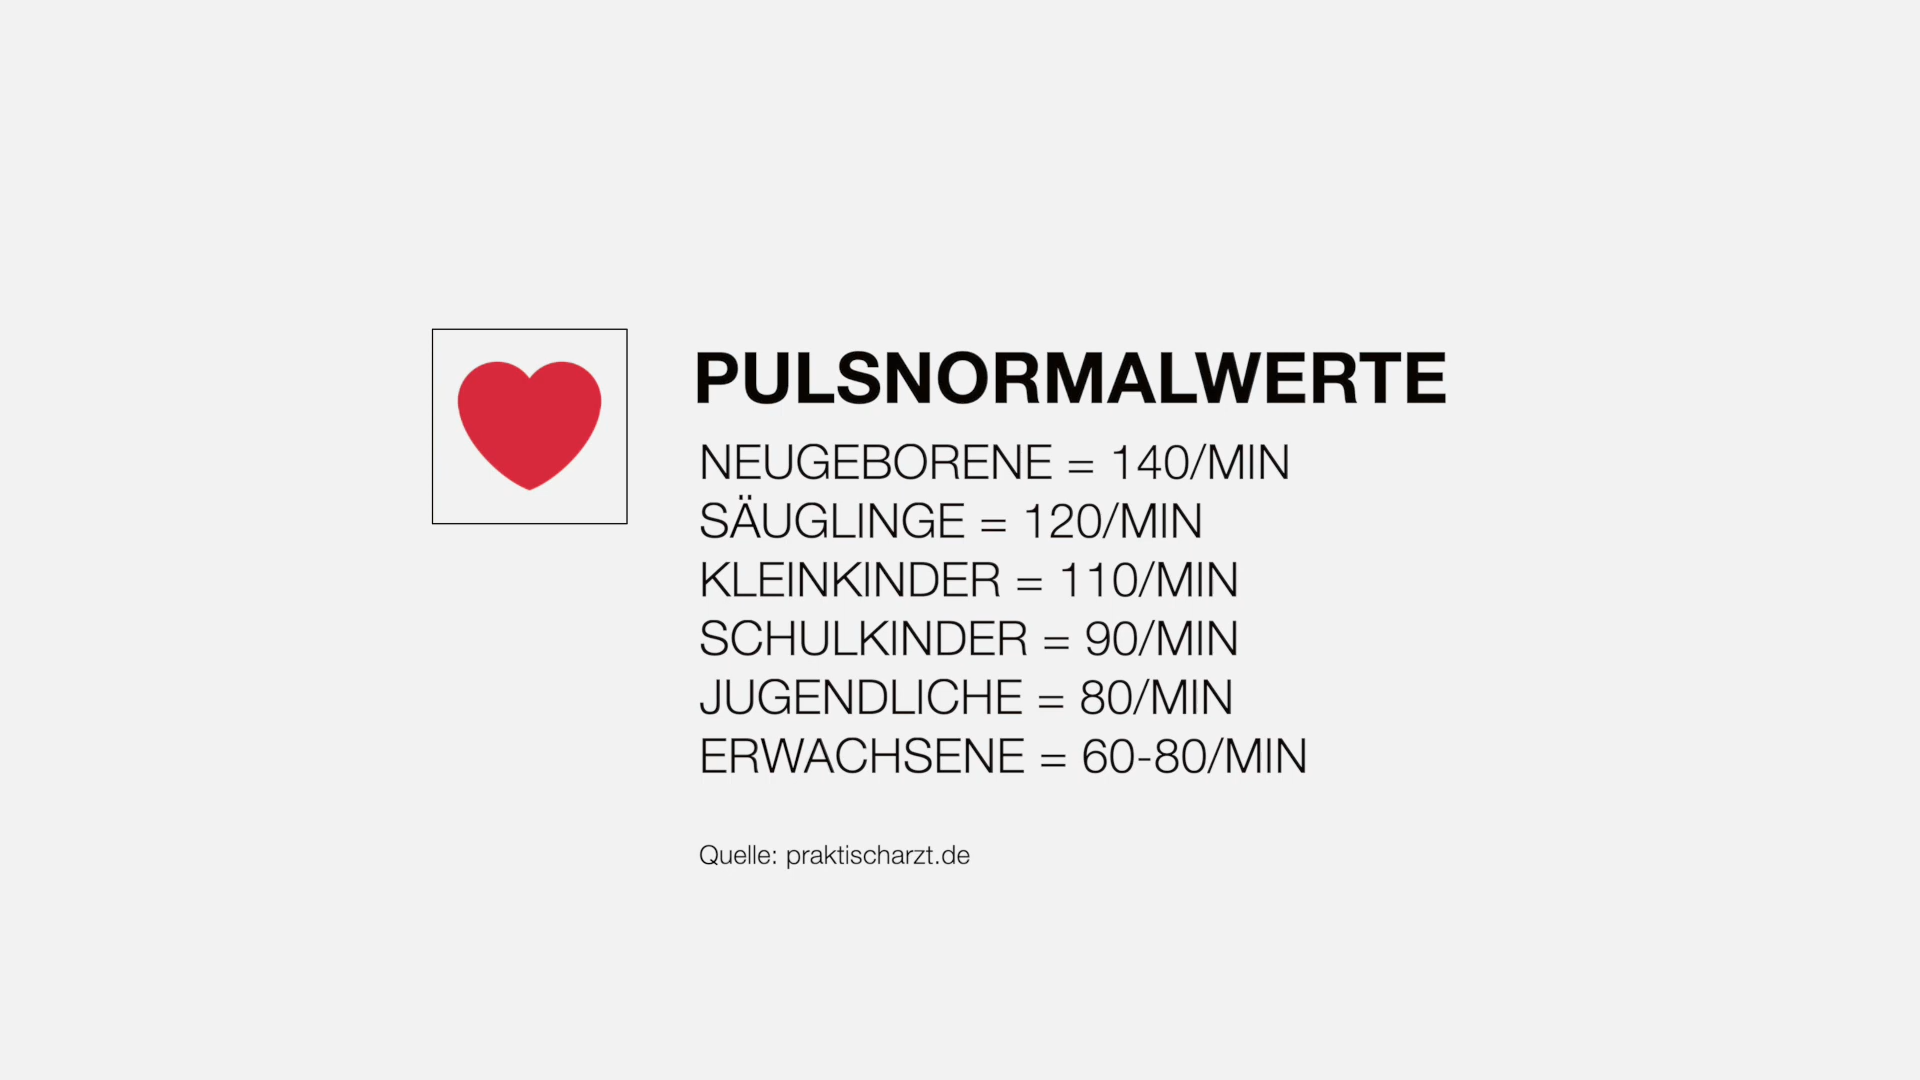 PULSNORMALWERTE
NEUGEBORENE = 140/MIN
SÄUGLINGE = 120/MIN
KLEINKINDER = 110/MIN
SCHULKINDER = 90/MIN
JUGENDLICHE = 80/MIN
ERWACHSENE = 60-80/MIN
Quelle: praktischarzt.de